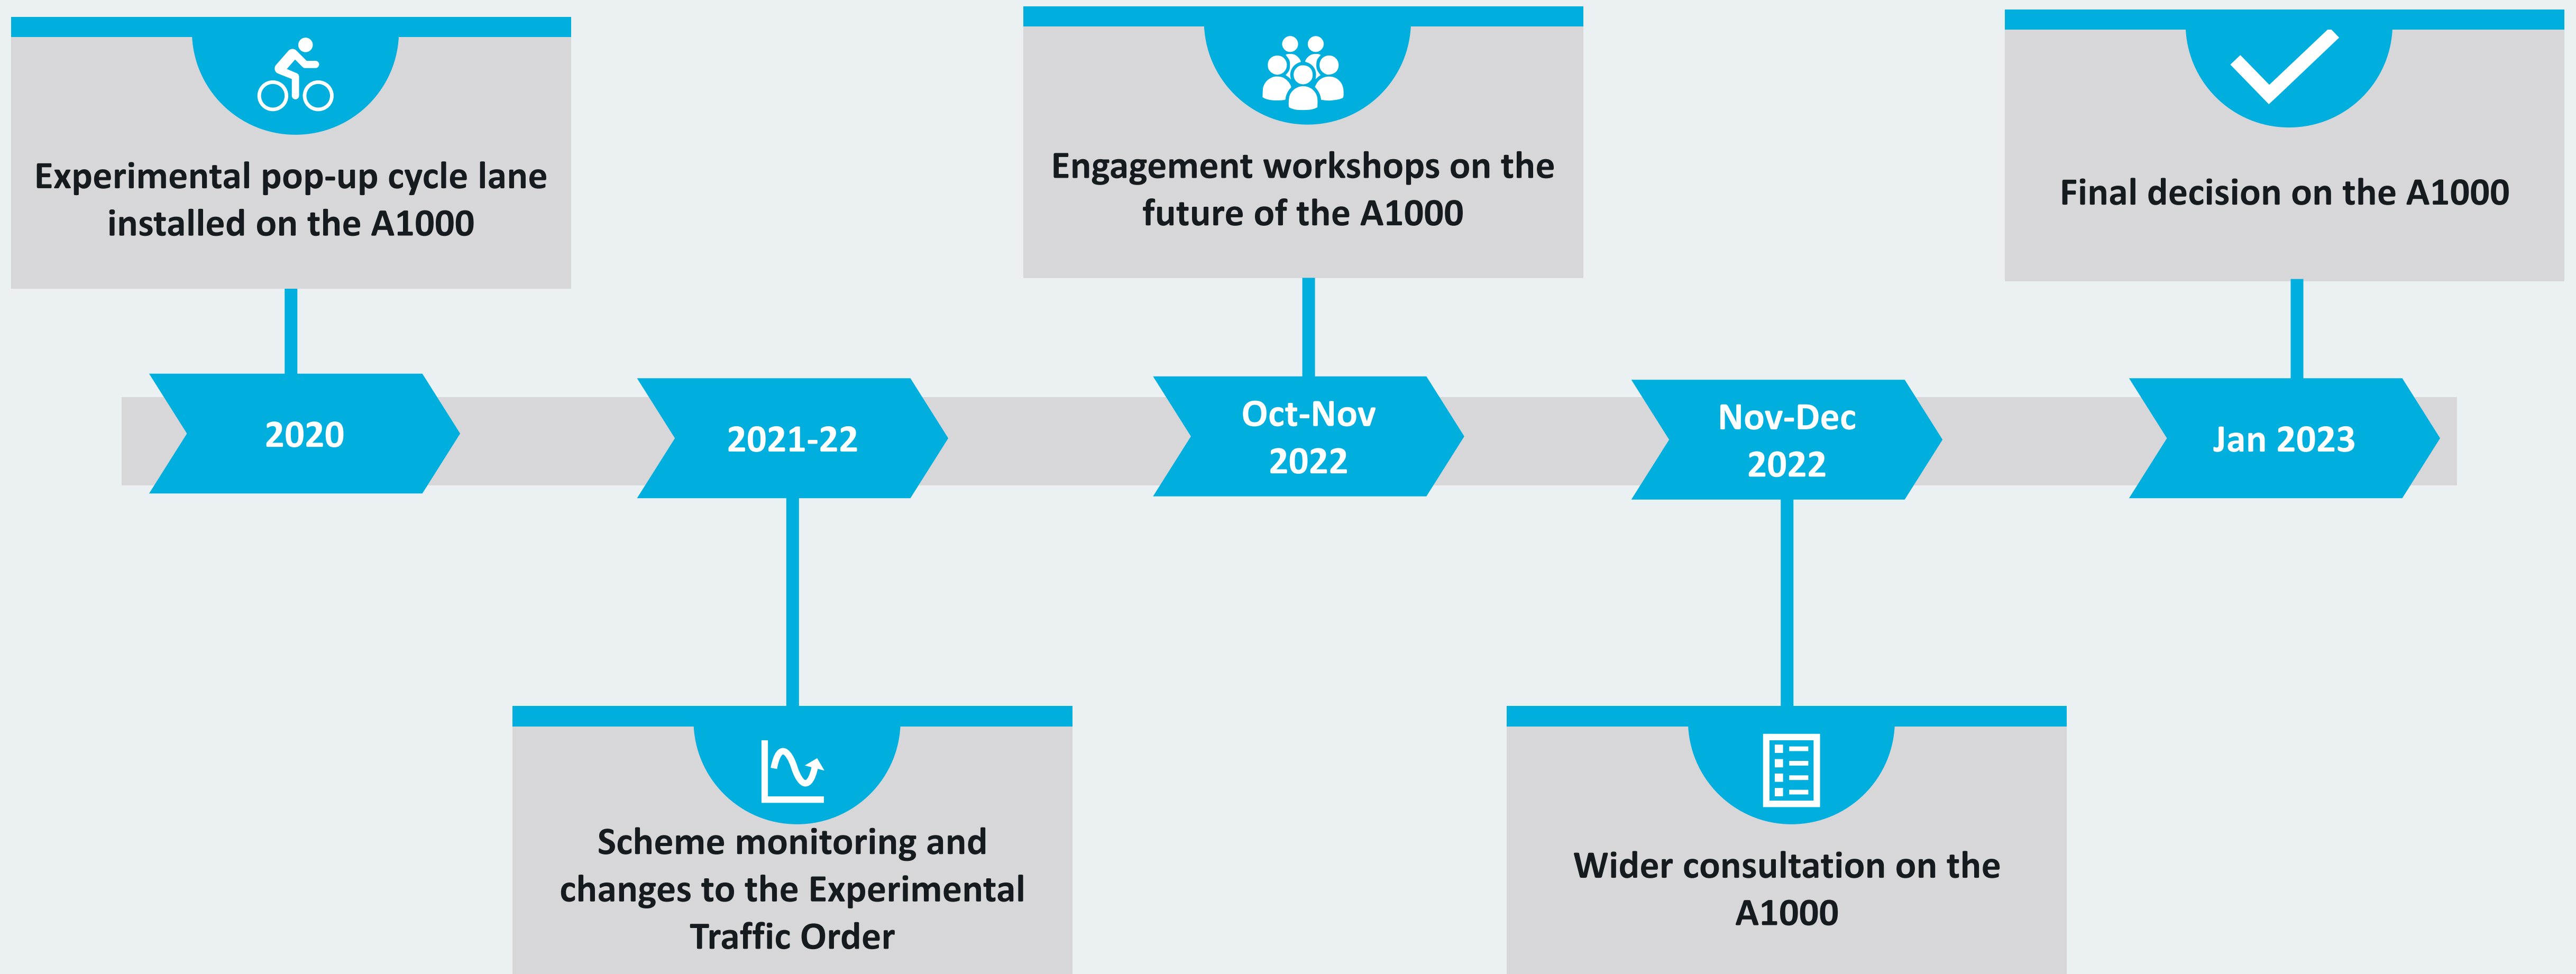 Experimental pop-up cycle lane
installed on the A1000
Engagement workshops on the
future of the A1000
Final decision on the A1000
2020
2021-22
Oct-Nov
2022
Nov-Dec
2022
Jan 2023
Scheme monitoring and
changes to the Experimental
Traffic Order
Wider consultation on the
A1000